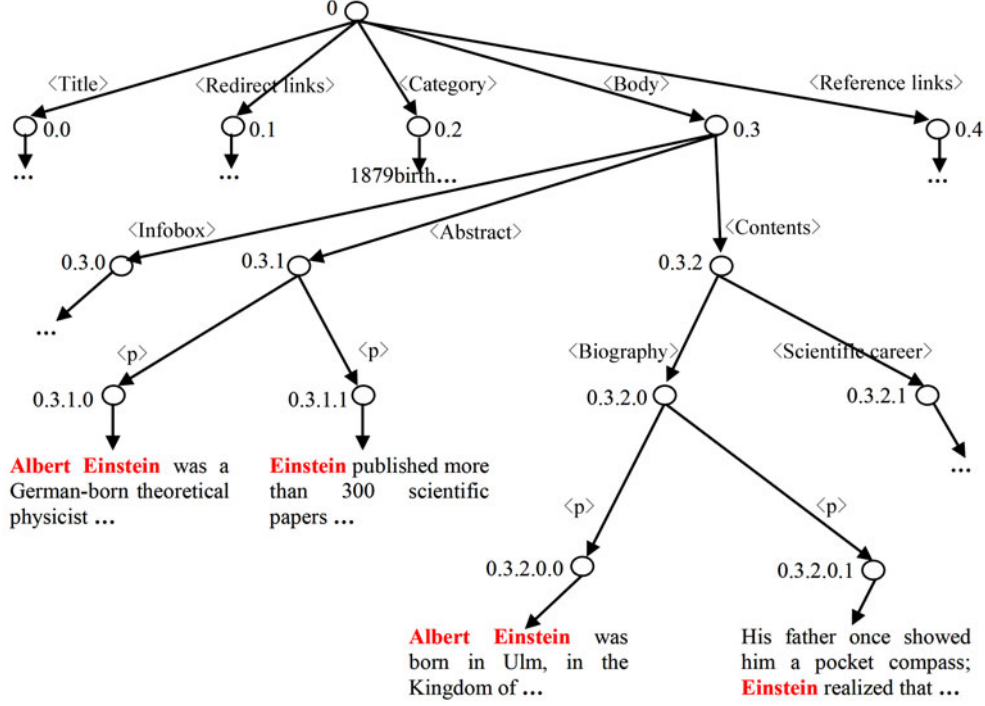 0
<Title>
<Redirect links>
<Category>
<Body>
<Reference links>
0.0
0.1
0.2
0.3
0.4
...
...
1879birth...
...
<Infobox>
<Abstract>
<Contents>
0.3.0
0.3.1
0.3.2
...
<p>
<p>
<Biography>
<Scientific career>
0.3.1.0
0.3.1.1
0.3.2.0
0.3.2.1
Albert Einstein was a
German-born theoretical
physicist ...
Einstein published more
than 300 scientific
papers ...
...
<p>
<p>
0.3.2.0.0
0.3.2.0.1
Albert Einstein was
born in Ulm, in the
Kingdom of ...
His father once showed
him a pocket compass;
Einstein realized that ...